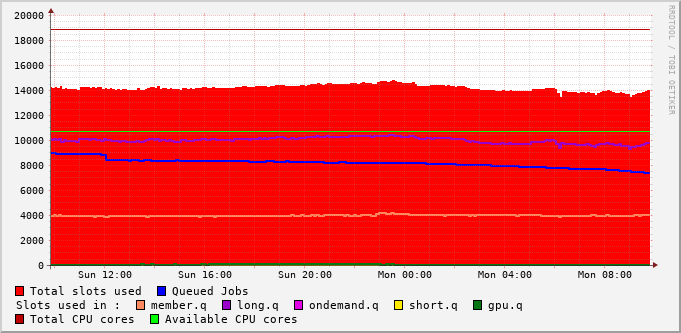 RRDTOOL / TOBI OETIKER
20000
18000
16000
14000
12000
10000
8000
6000
4000
2000
0
Sun 12:00 Sun 16:00 Sun 20:00 Mon 00:00 Mon 04:00 Mon 08:00
Total slots used Queued Jobs
Slots used in : member.q long.q ondemand.q short.q gpu.q
Total CPU cores Available CPU cores